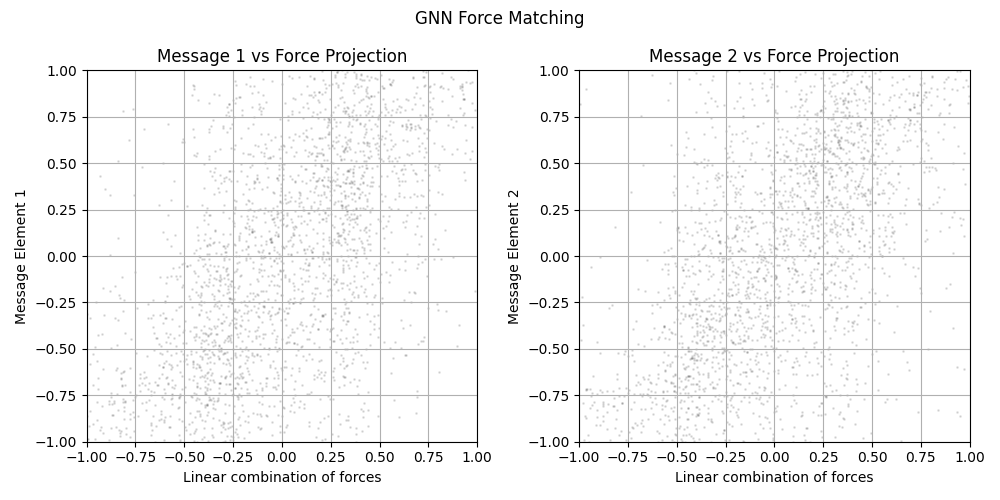 GNN Force Matching
Message 1 vs Force Projection
Message 2 vs Force Projection
1.00
0.75
0.50
0.25
0.00
−0.25
−0.50
−0.75
−1.00
Message Element 1
−1.00 −0.75 −0.50 −0.25 0.00 0.25 0.50 0.75 1.00
Linear combination of forces
1.00
0.75
0.50
0.25
0.00
−0.25
−0.50
−0.75
−1.00
Message Element 2
−1.00 −0.75 −0.50 −0.25 0.00 0.25 0.50 0.75 1.00
Linear combination of forces